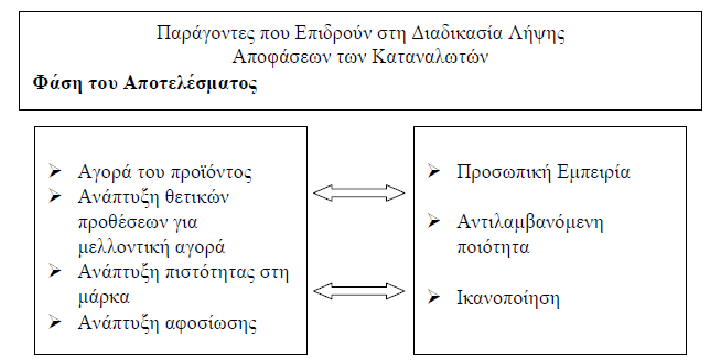 Παράγοντες που Επιδρούν στη Διαδικασία Λήψης
Αποφάσεων των Καταναλωτών
Φάση του Αποτελέσματος
➢ Αγορά του προϊόντος
➢ Ανάπτυξη θετικών
προθέσεων για
μελλοντική αγορά
➢ Ανάπτυξη πιστότητας στη
μάρκα
➢ Ανάπτυξη αφοσίωσης
➢ Προσωπική Εμπειρία
➢ Αντιλαμβανόμενη
ποιότητα
➢ Ικανοποίηση